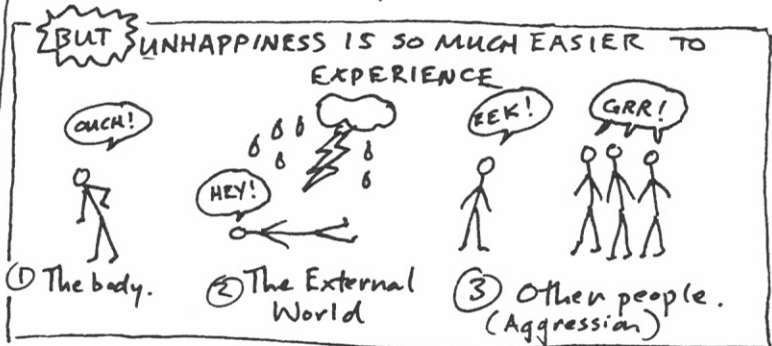 BUT UNHAPPINESS IS SO MUCH EASIER TO
EXPERIENCE
OUCH!
HEY!
EEK!
GRR!
① The body.
② The External
World
③ Other people.
(Aggression)